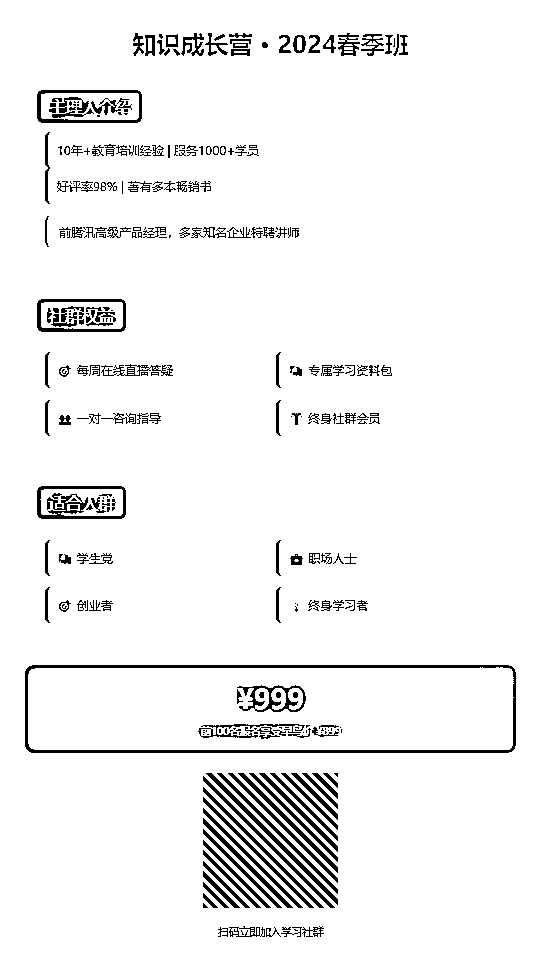 知识成长营 • 2024春季班
主理人介绍
10年+教育培训经验 | 服务1000+学员
好评率98% | 著有多本畅销书
前腾讯高级产品经理，多家知名企业特聘讲师
社群权益
每周在线直播答疑
专属学习资料包
一对一咨询指导
终身社群会员
适合人群
学生党
职场人士
创业者
终身学习者
¥999
前100名报名享受早鸟价 ¥899
扫码立即加入学习社群